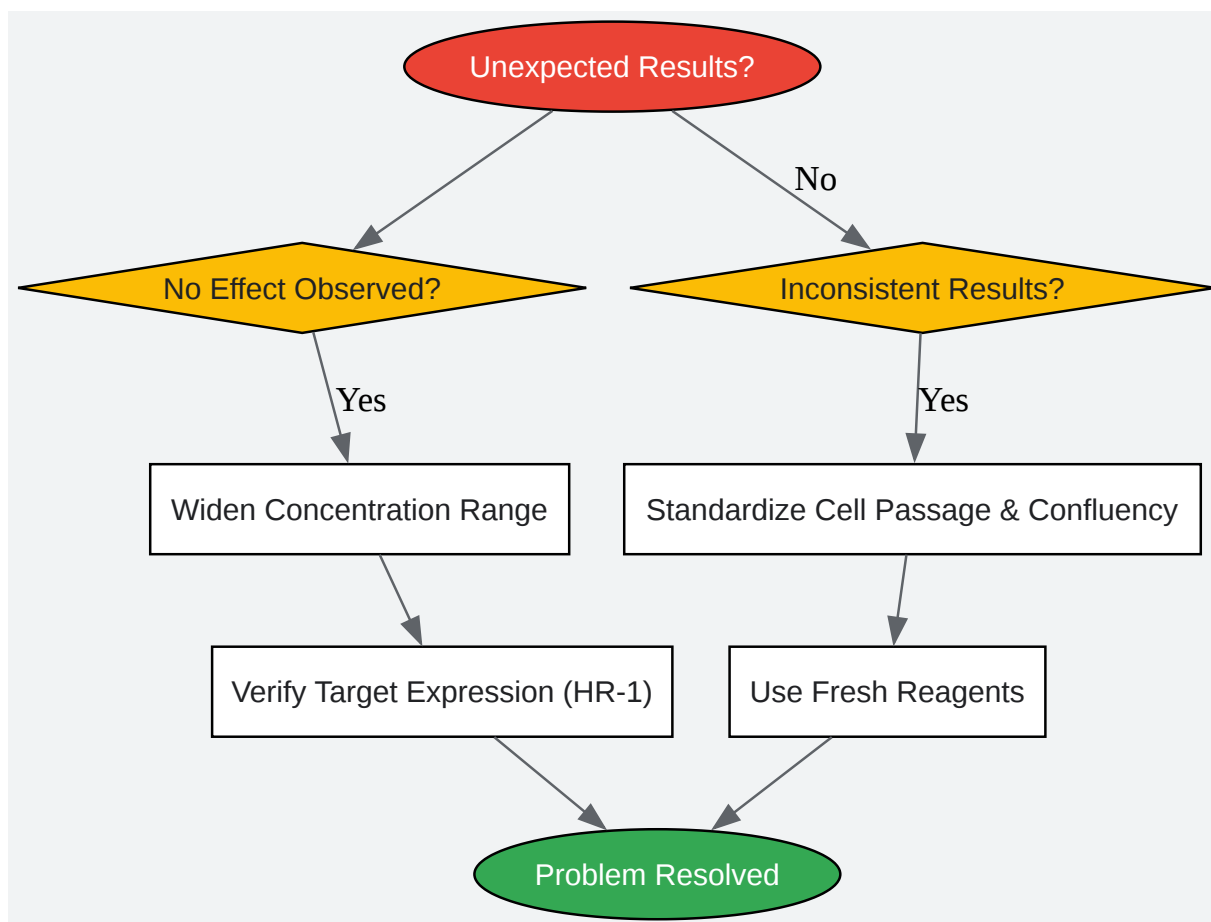 Unexpected Results?
No
No Effect Observed?
Inconsistent Results?
Yes
Yes
Widen Concentration Range
Standardize Cell Passage & Confluency
Verify Target Expression (HR-1)
Use Fresh Reagents
Problem Resolved